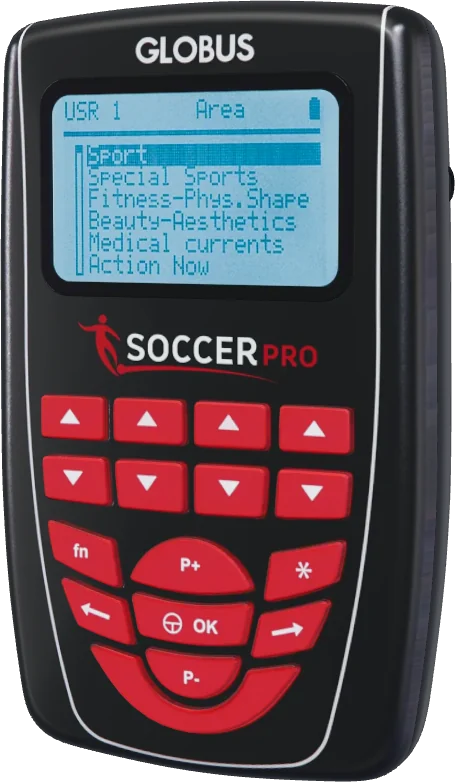 GLOBUS
USR 1 Area
Sport
Special Sports
Fitness-Phys.Shape
Beauty-Aesthetics
Medical currents
Action Now
SOCCER PRO
fn
P+
*
OK
P-